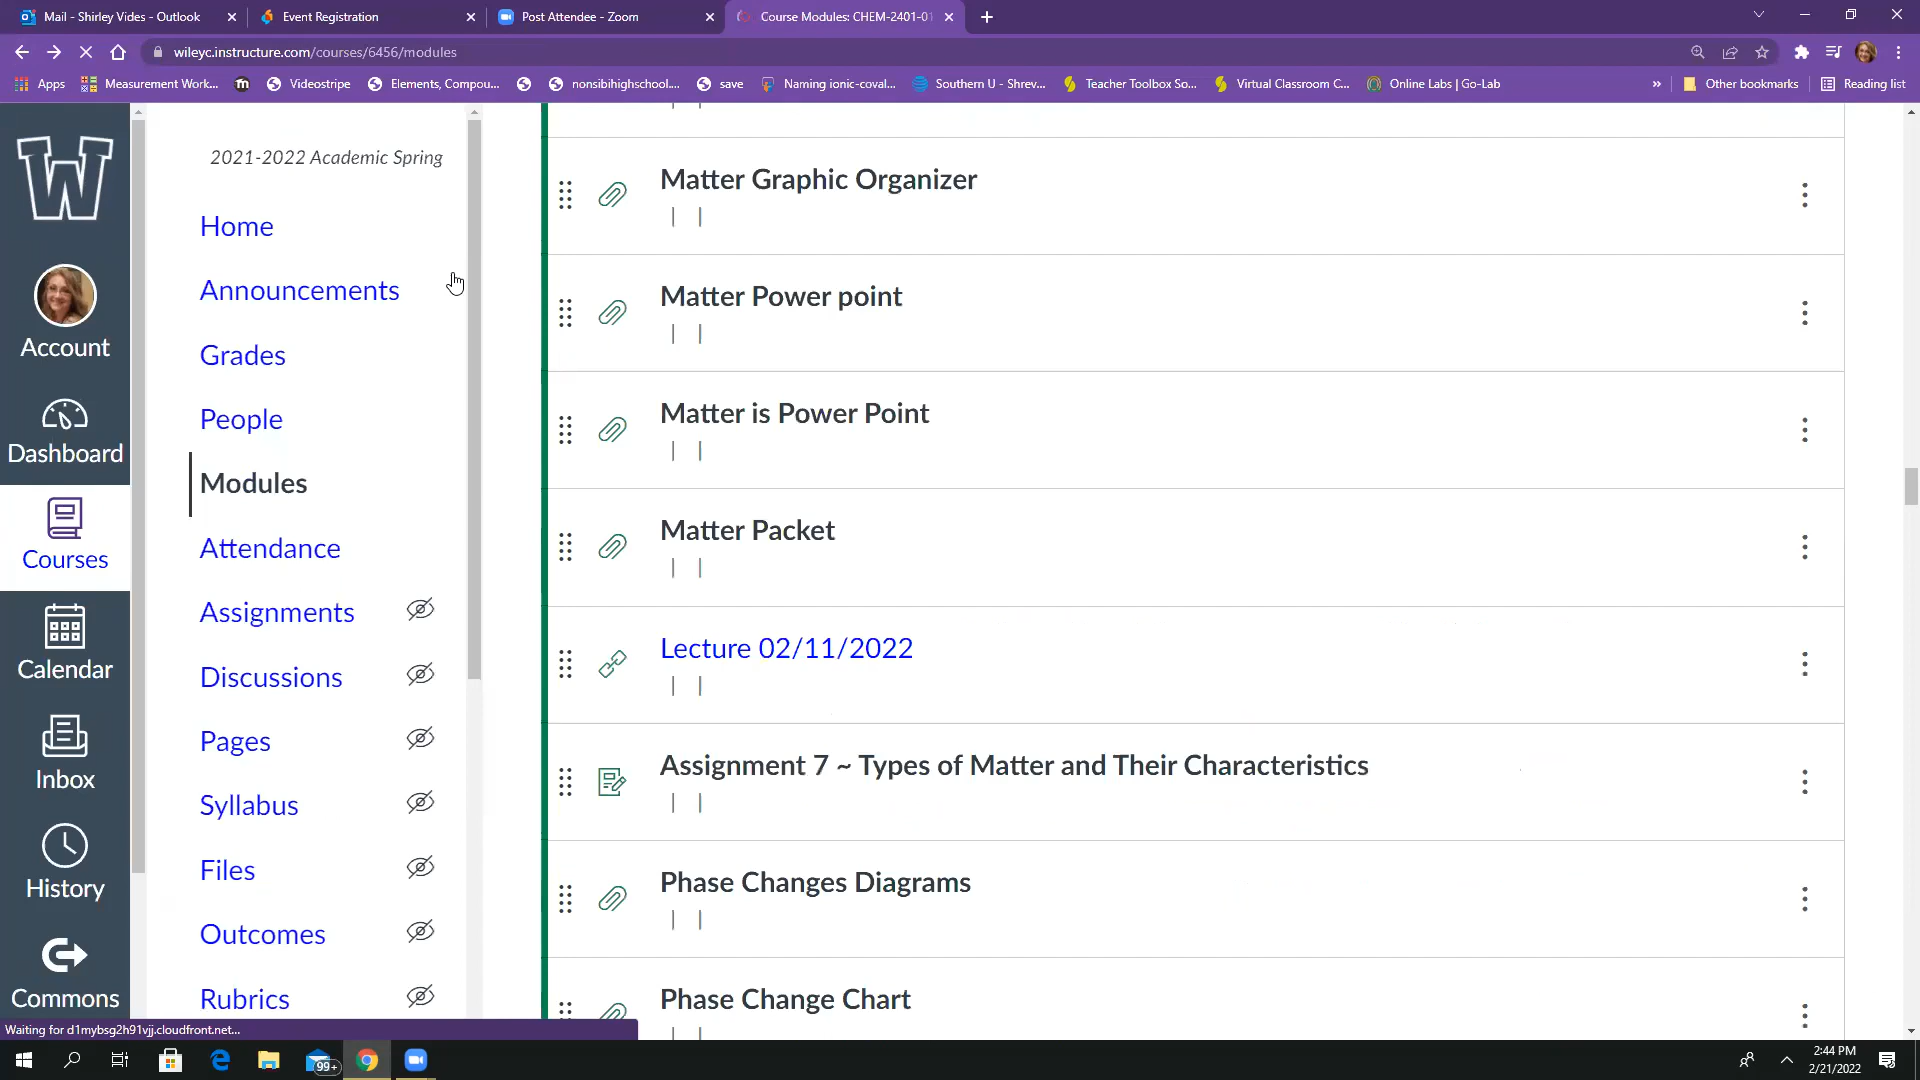 Mail - Shirley Vides - Outlook
Event Registration
Post Attendee - Zoom
Course Modules: CHEM-2401-01
wileyc.instructure.com/courses/6456/modules
Apps
Measurement Work...
Videostripe
Elements, Compou...
nonsibihighschool....
save
Naming ionic-coval...
Southern U - Shrev...
Teacher Toolbox So...
Virtual Classroom C...
Online Labs | Go-Lab
»
Other bookmarks
Reading list
W
Account
Dashboard
Courses
Calendar
Inbox
History
Commons
2021-2022 Academic Spring
Home
Announcements
Grades
People
Modules
Attendance
Assignments
Discussions
Pages
Syllabus
Files
Outcomes
Rubrics
Matter Graphic Organizer
| |
Matter Power point
| |
Matter is Power Point
| |
Matter Packet
| |
Lecture 02/11/2022
| |
Assignment 7 ~ Types of Matter and Their Characteristics
| |
Phase Changes Diagrams
| |
Phase Change Chart
Waiting for d1mybsg2h91vjj.cloudfront.net...
99+
2:44 PM
2/21/2022